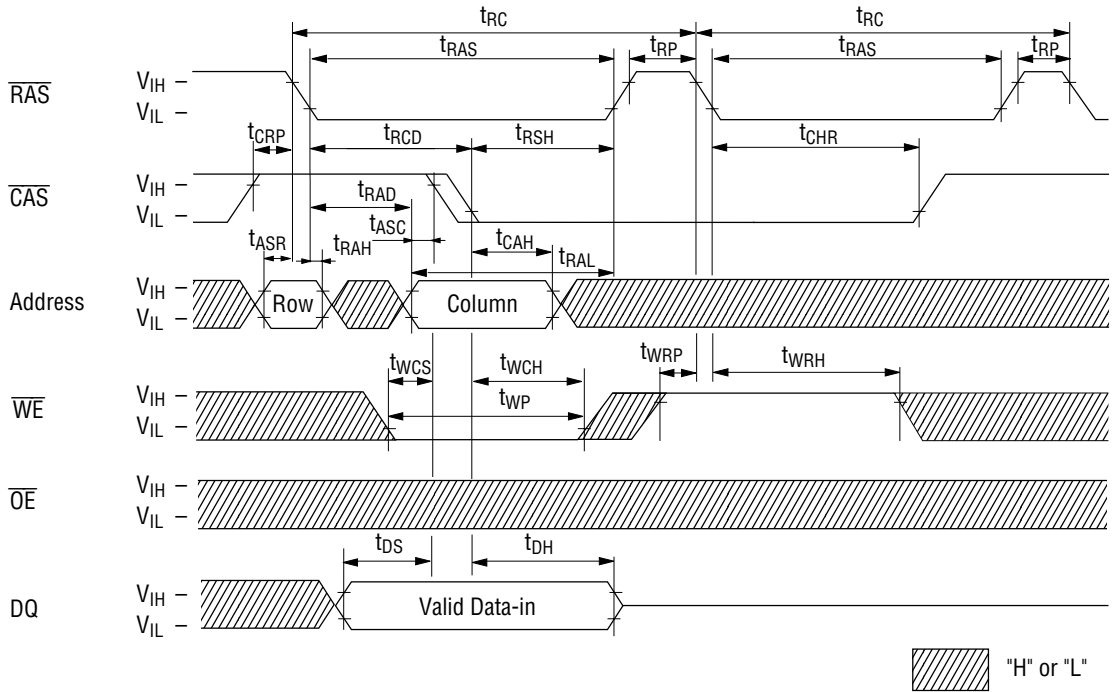 tRC tRC
tRAS tRP tRAS tRP
RAS VIH –
VIL –
tCRP tRCD tRSH tCHR
CAS VIH –
VIL –
tRAD
tASC tCAH
tASR tRAH tRAL
Address VIH –
VIL –
Row Column
tWCS tWCH tWRP tWRH
tWP
WE VIH –
VIL –
OE VIH –
VIL –
tDS tDH
DQ VIH –
VIL –
Valid Data-in
"H" or "L"